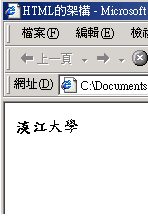 HTML的架構 - Microsoft
檔案(F) 編輯(E) 檢視
上一頁
網址(D) C:\Documents
淡江大學